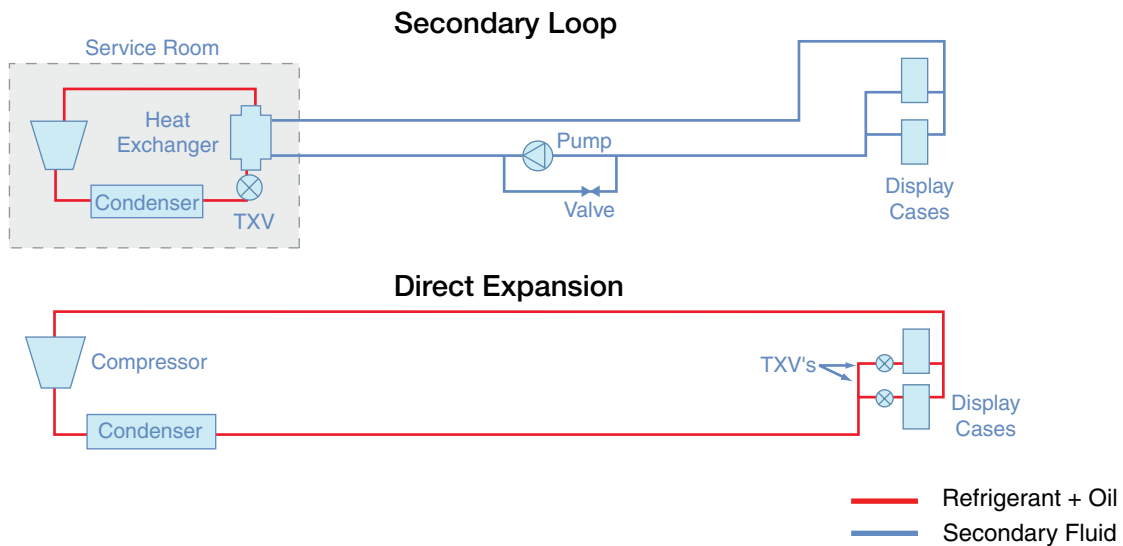 Secondary Loop
Service Room
Heat
Exchanger
Condenser
TXV
Pump
Valve
Display
Cases
Direct Expansion
Compressor
Condenser
TXV's
Display
Cases
Refrigerant + Oil
Secondary Fluid